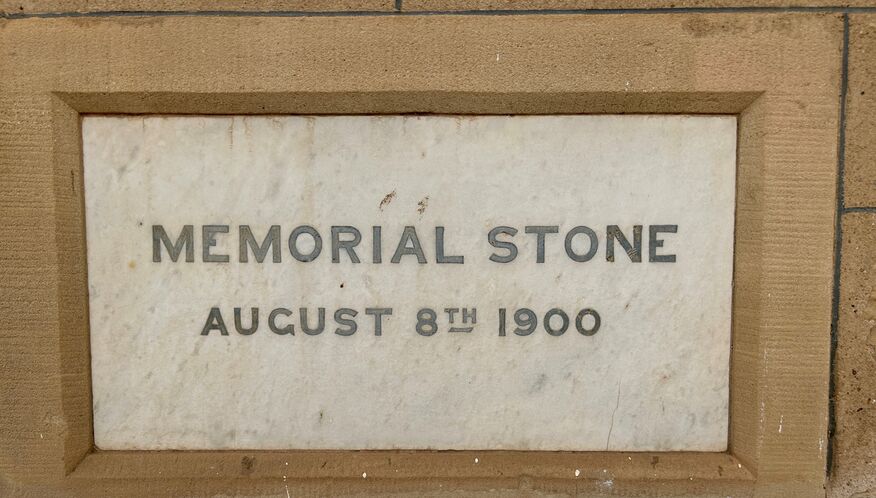 MEMORIAL STONE
AUGUST 8TH 1900